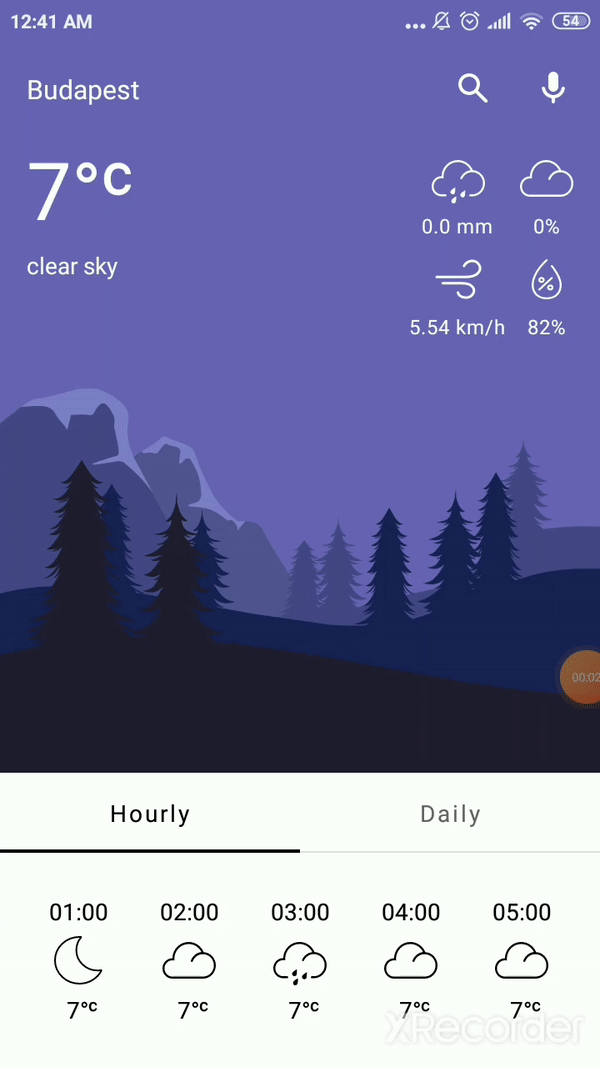 12:41 AM
54
Budapest
7°C
clear sky
0.0 mm
0%
5.54 km/h
82%
00:02
Hourly
Daily
01:00 02:00 03:00 04:00 05:00
7°C 7°C 7°C 7°C 7°C
XRecorder